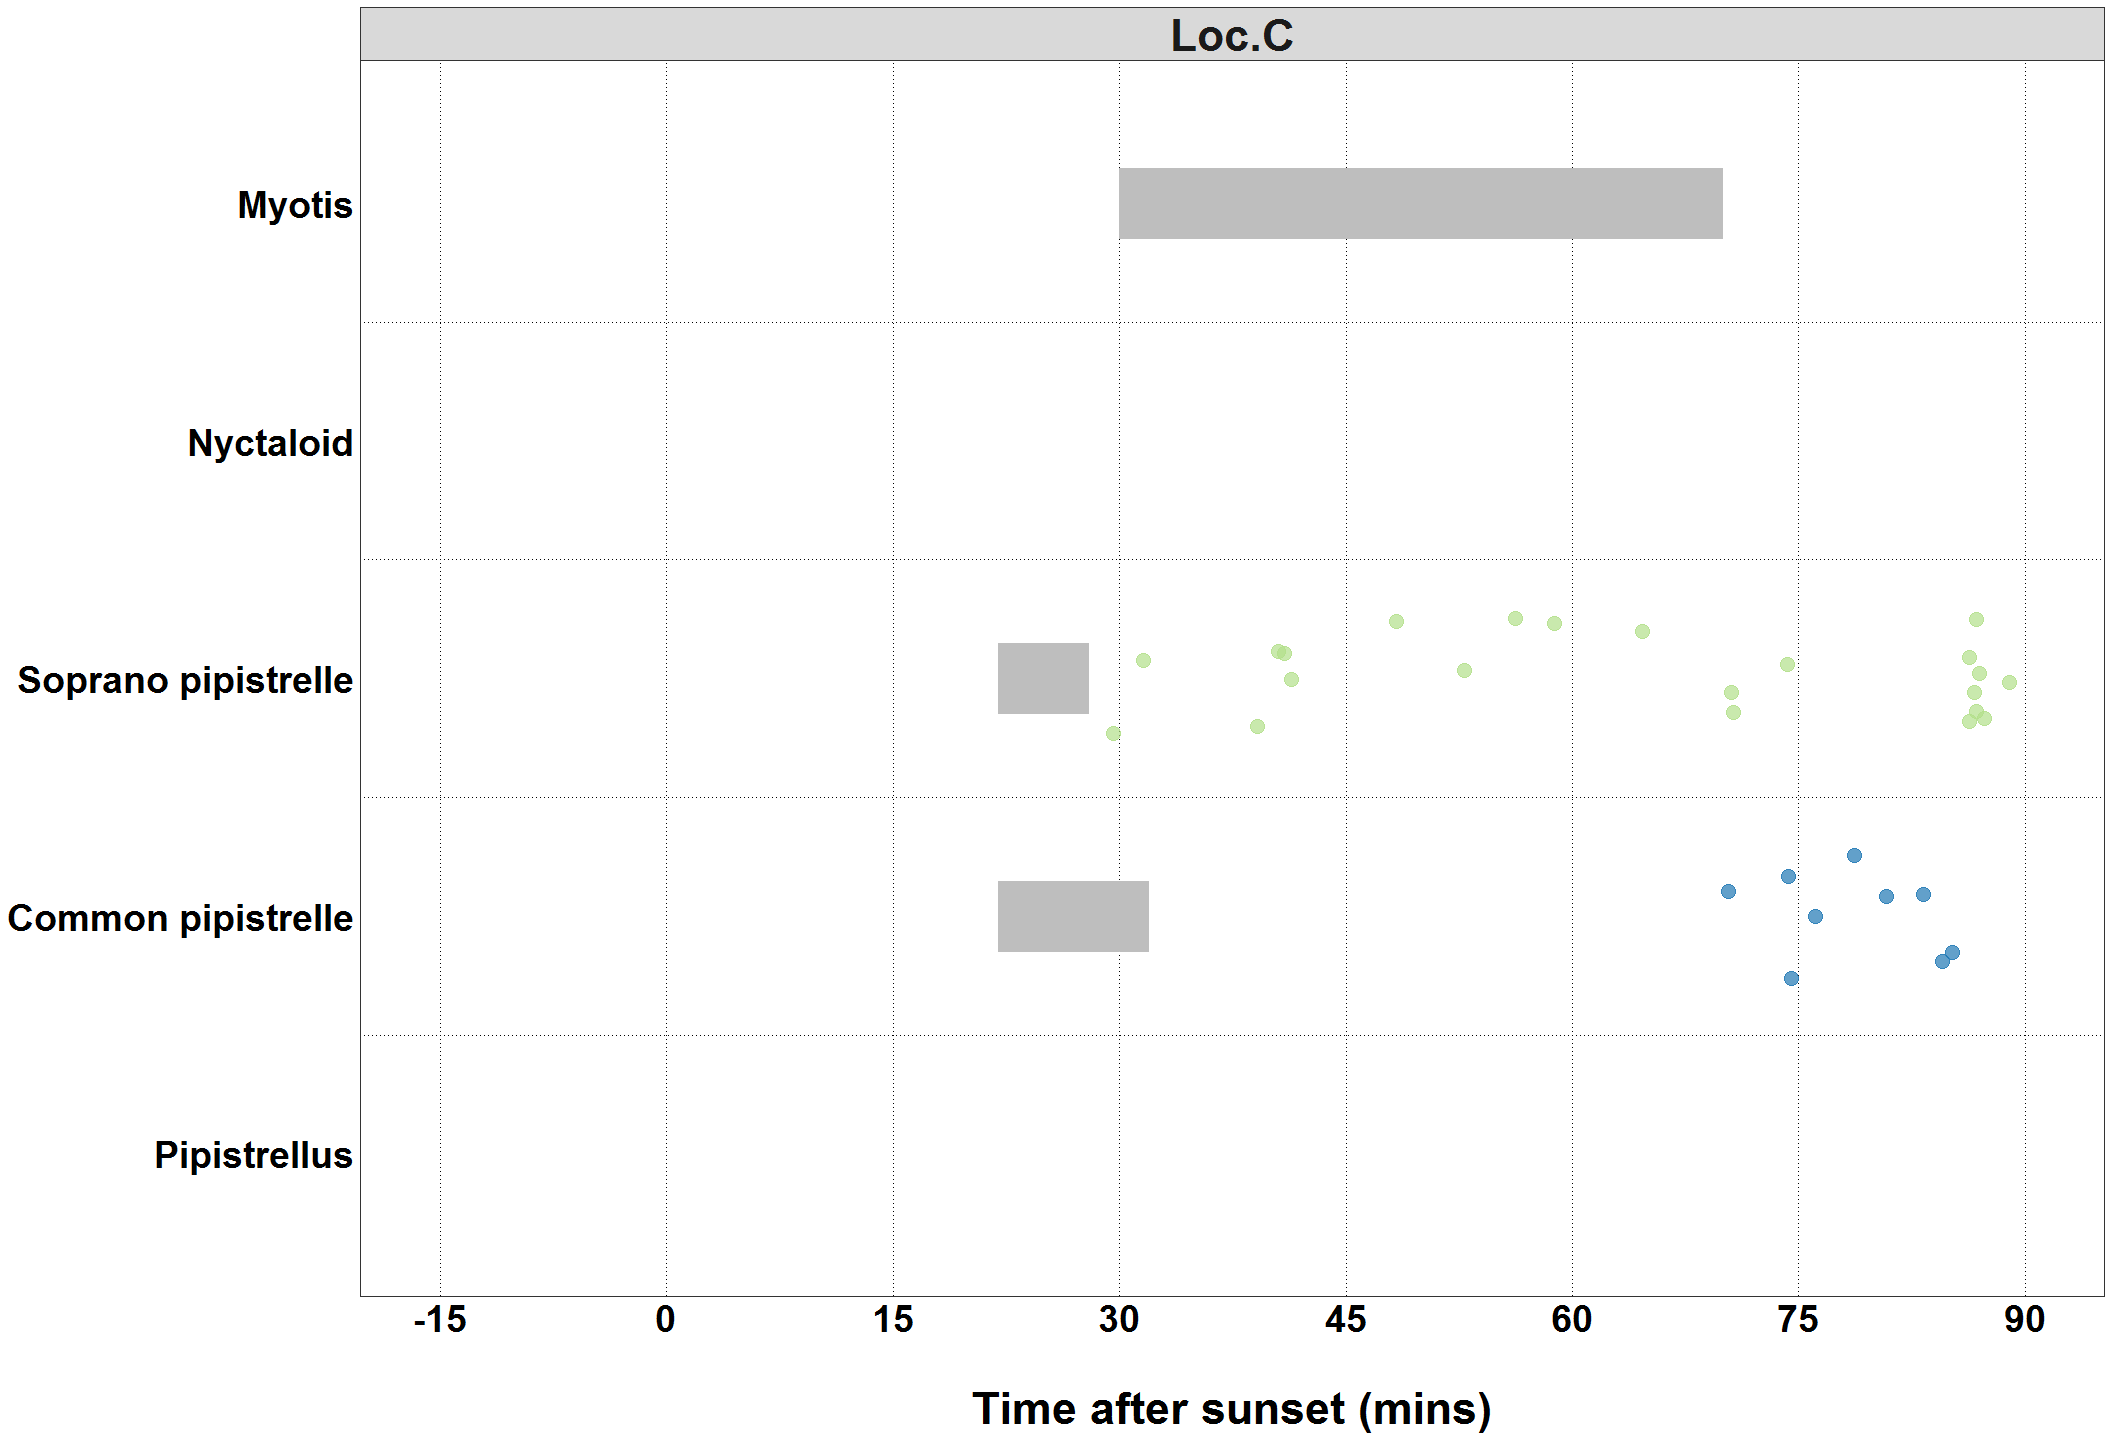 Loc.C
Myotis
Nyctaloid
Soprano pipistrelle
Common pipistrelle
Pipistrellus
-15 0 15 30 45 60 75 90
Time after sunset (mins)